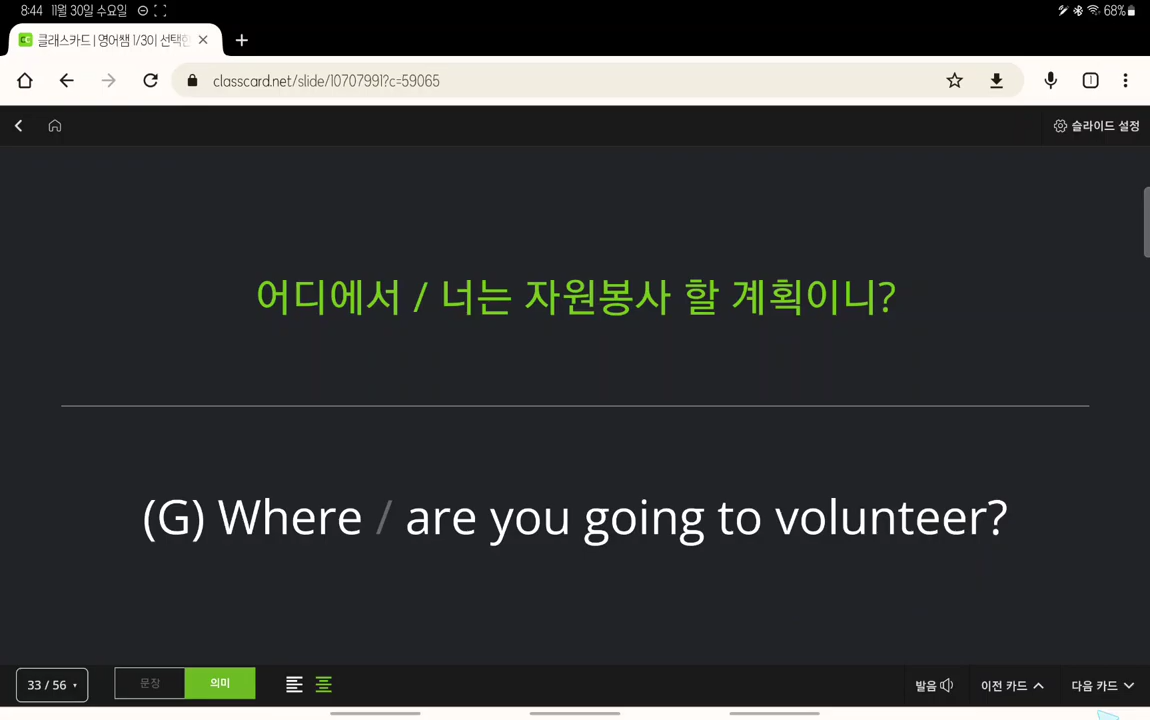 8:44 11월 30일 수요일
68%
클래스카드 | 영어쌤 1/3이 선택한
classcard.net/slide/10707991?c=59065
슬라이드 설정
어디에서 / 너는 자원봉사 할 계획이니?
(G) Where / are you going to volunteer?
33 / 56
문장 의미
발음 이전 카드 다음 카드